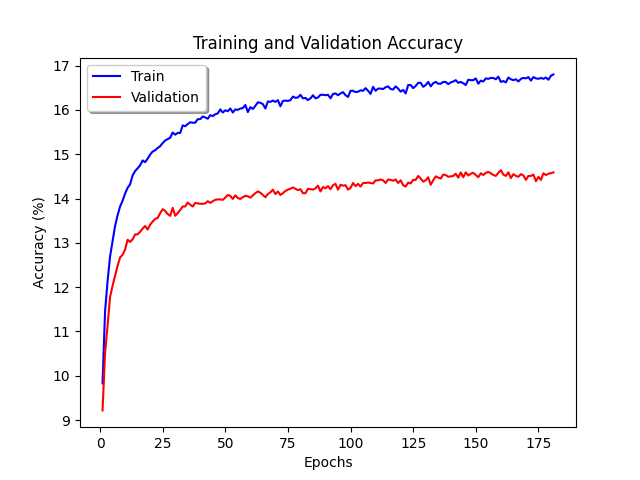 Training and Validation Accuracy
Train
Validation
Accuracy (%)
17
16
15
14
13
12
11
10
9
0 25 50 75 100 125 150 175
Epochs